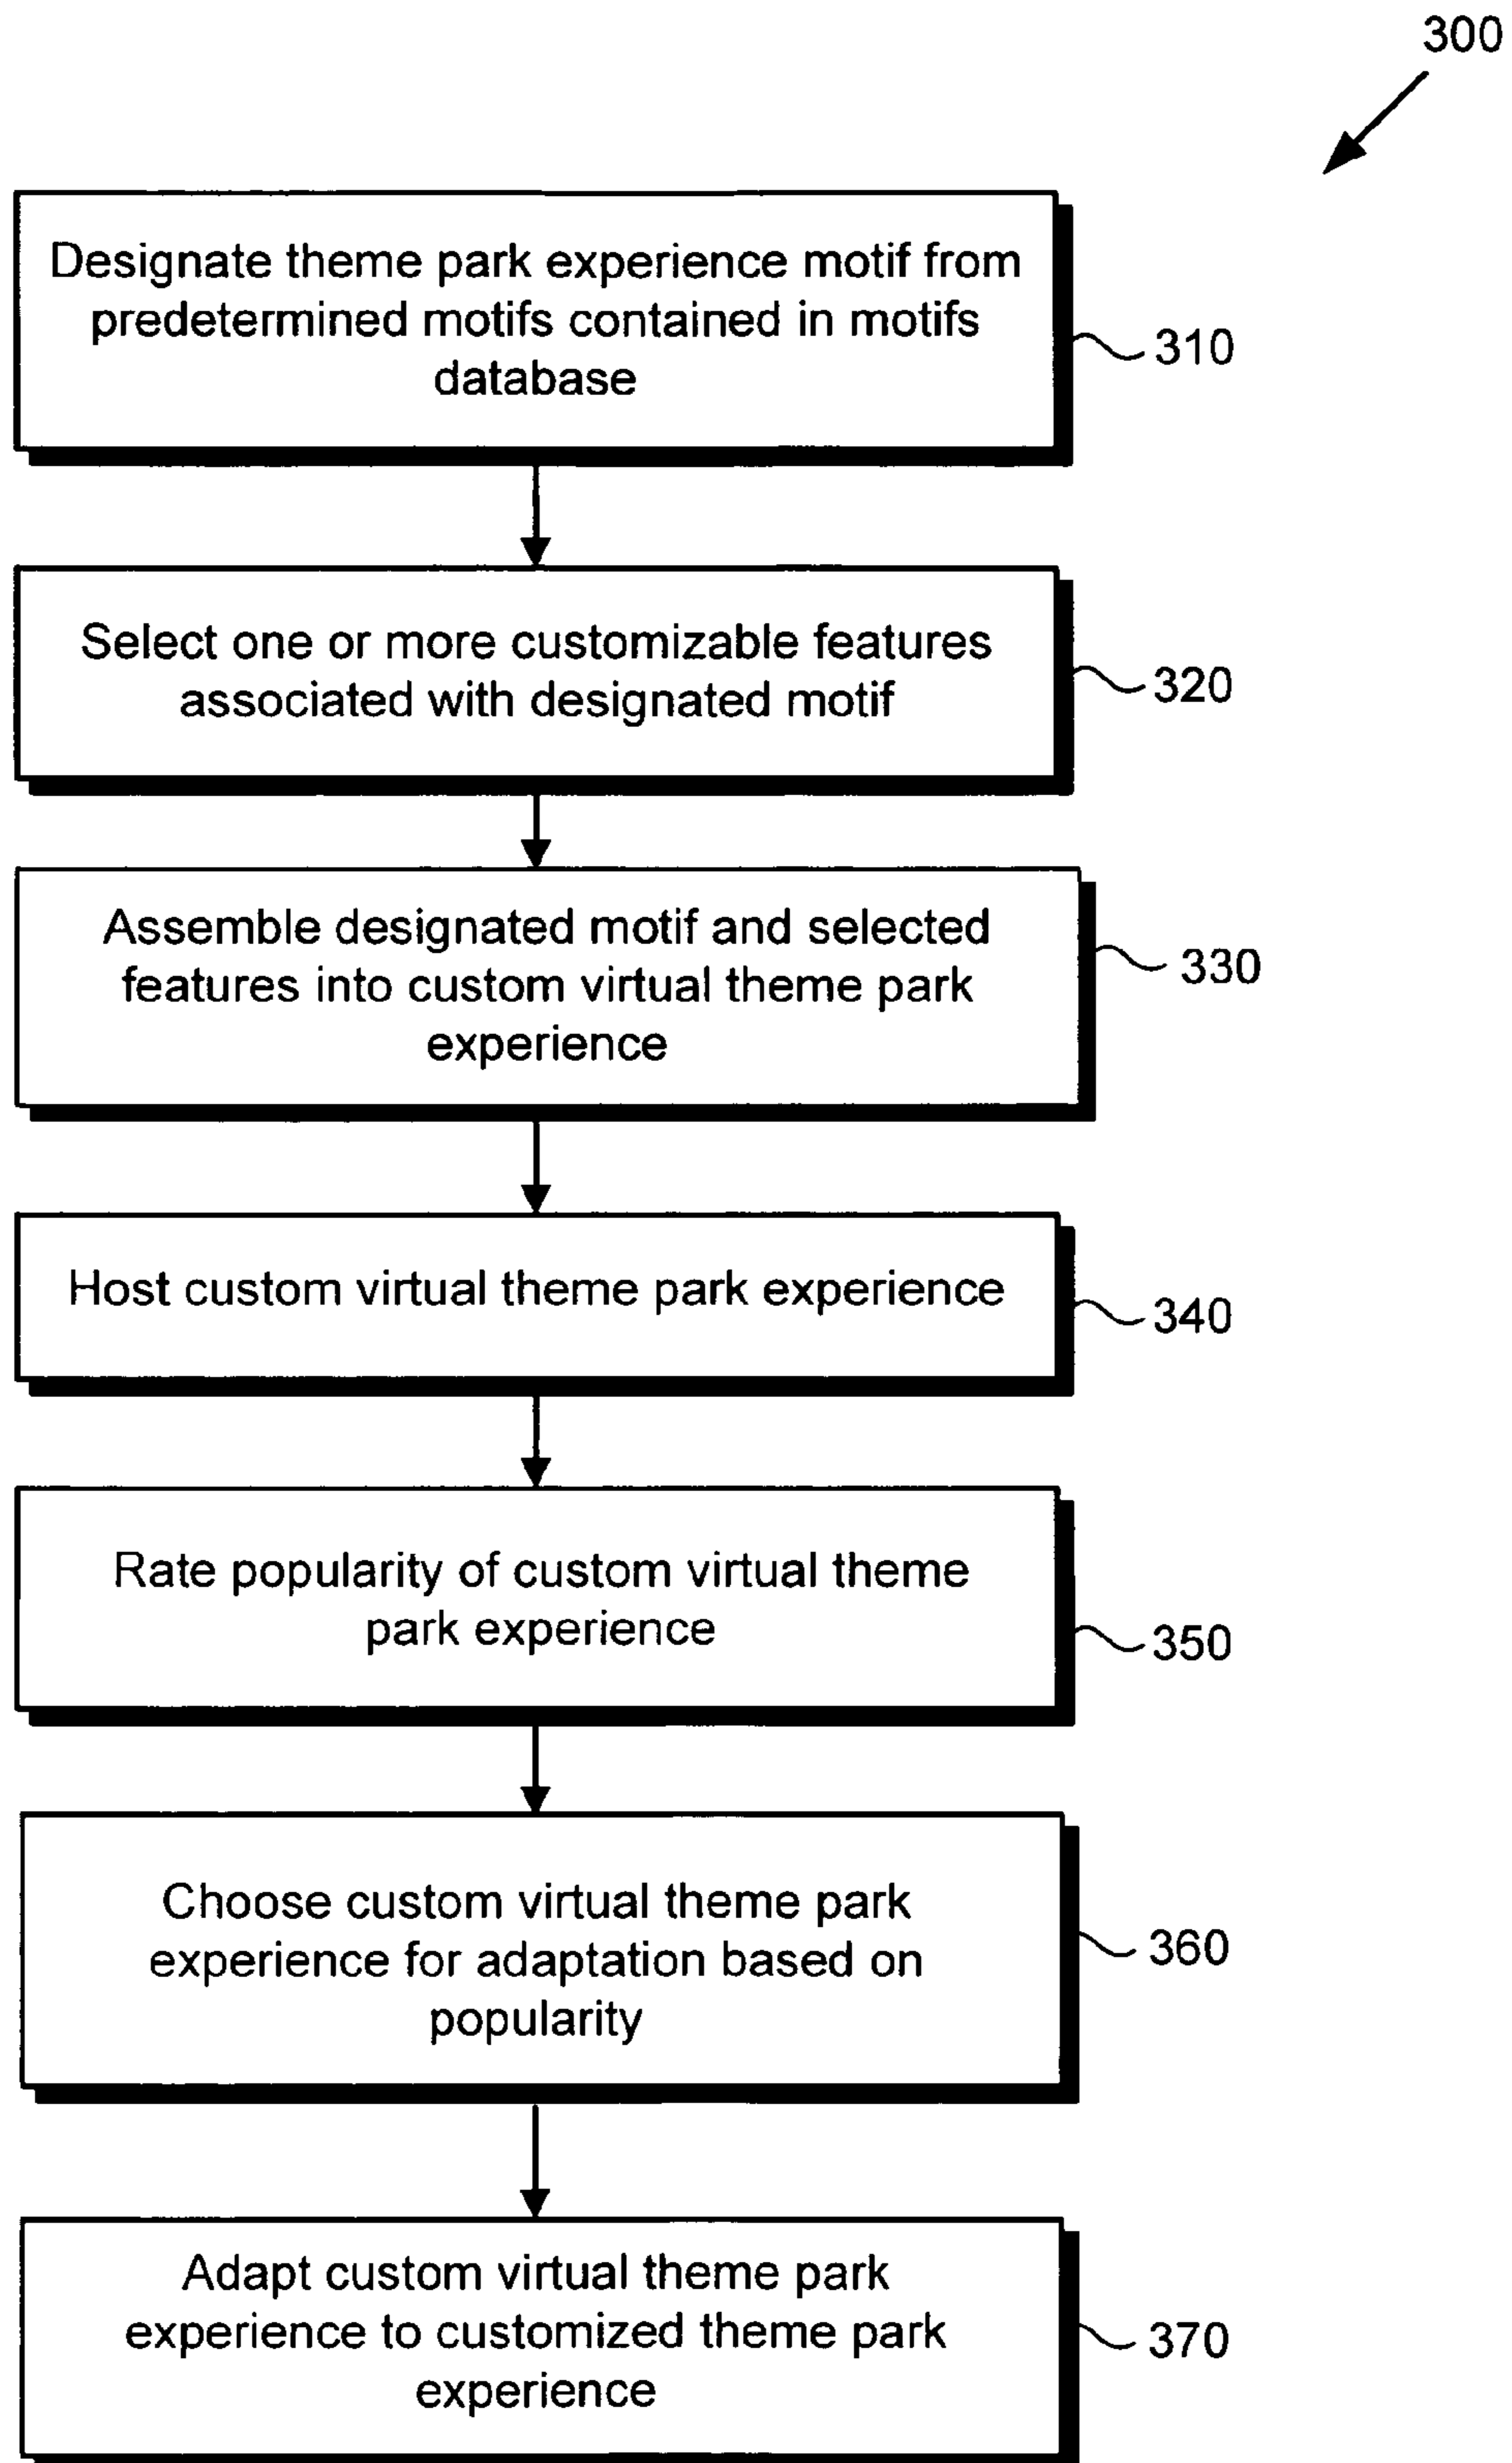 300
Designate theme park experience motif from
predetermined motifs contained in motifs
database
310
Select one or more customizable features
associated with designated motif
320
Assemble designated motif and selected
features into custom virtual theme park
experience
330
Host custom virtual theme park experience
340
Rate popularity of custom virtual theme
park experience
350
Choose custom virtual theme park
experience for adaptation based on
popularity
360
Adapt custom virtual theme park
experience to customized theme park
experience
370